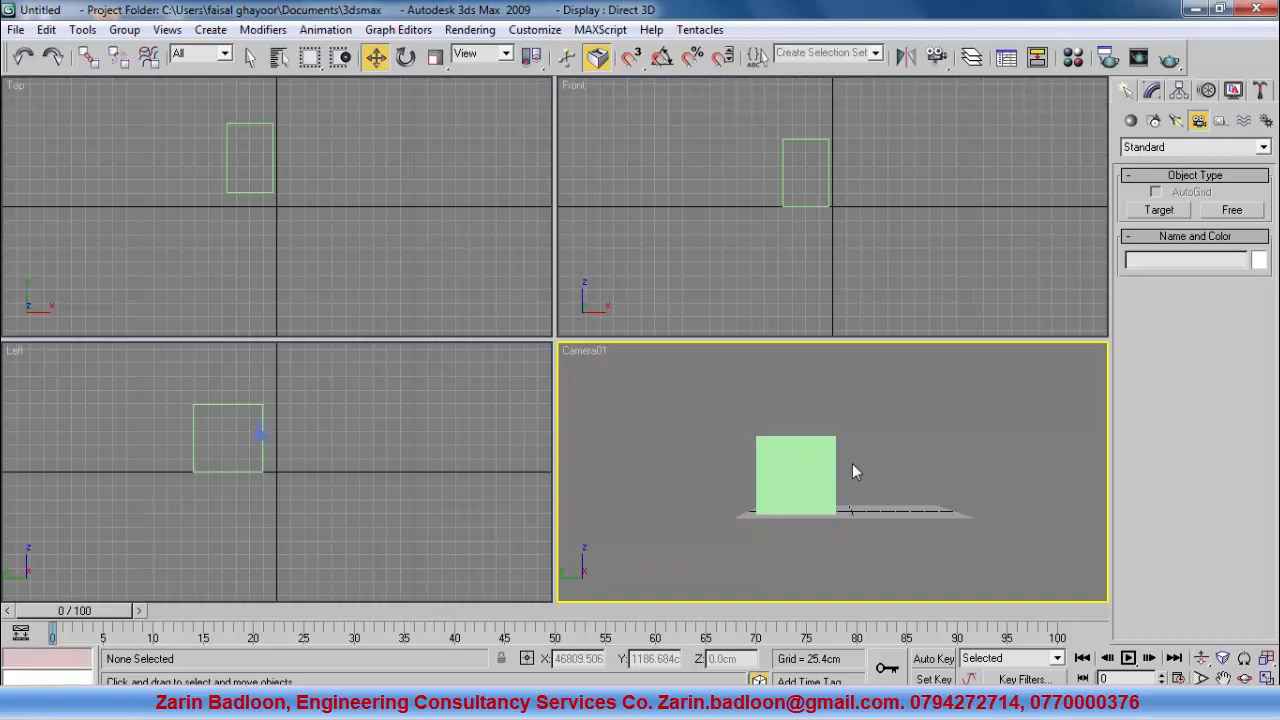 Untitled - Project Folder: C:\Users\faisal ghayoor\Documents\3dsmax - Autodesk 3ds Max 2009 - Display : Direct 3D
File Edit Tools Group Views Create Modifiers Animation Graph Editors Rendering Customize MAXScript Help Tentacles
All View Create Selection Set
Top
Front
Standard
- Object Type
AutoGrid
Target Free
- Name and Color
y
z x
z
x
Left
Camera01
z
x
z
y x
< 0 / 100 >
0 5 10 15 20 25 30 35 40 45 50 55 60 65 70 75 80 85 90 95 100
None Selected X: 46809.506 Y: 1186.684c Z: 0.0cm Grid = 25.4cm Auto Key Selected
Click and drag to select and move objects Add Time Tag Set Key Key Filters... 0
Zarin Badloon, Engineering Consultancy Services Co. Zarin.badloon@gmail.com. 0794272714, 0770000376